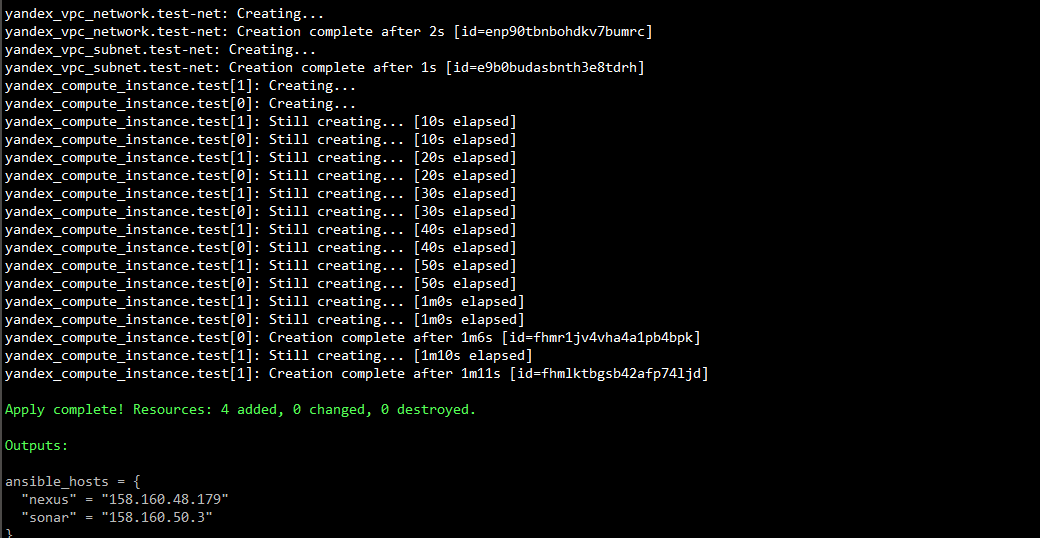 yandex_vpc_network.test-net: Creating...
yandex_vpc_network.test-net: Creation complete after 2s [id=enp90tbnbohdkv7bumrc]
yandex_vpc_subnet.test-net: Creating...
yandex_vpc_subnet.test-net: Creation complete after 1s [id=e9b0budasbnth3e8tdrh]
yandex_compute_instance.test[1]: Creating...
yandex_compute_instance.test[0]: Creating...
yandex_compute_instance.test[1]: Still creating... [10s elapsed]
yandex_compute_instance.test[0]: Still creating... [10s elapsed]
yandex_compute_instance.test[1]: Still creating... [20s elapsed]
yandex_compute_instance.test[0]: Still creating... [20s elapsed]
yandex_compute_instance.test[1]: Still creating... [30s elapsed]
yandex_compute_instance.test[0]: Still creating... [30s elapsed]
yandex_compute_instance.test[1]: Still creating... [40s elapsed]
yandex_compute_instance.test[0]: Still creating... [40s elapsed]
yandex_compute_instance.test[1]: Still creating... [50s elapsed]
yandex_compute_instance.test[0]: Still creating... [50s elapsed]
yandex_compute_instance.test[1]: Still creating... [1m0s elapsed]
yandex_compute_instance.test[0]: Still creating... [1m0s elapsed]
yandex_compute_instance.test[0]: Creation complete after 1m6s [id=fhmr1jv4vha4a1pb4bpk]
yandex_compute_instance.test[1]: Still creating... [1m10s elapsed]
yandex_compute_instance.test[1]: Creation complete after 1m11s [id=fhmlktbgsb42afp74ljd]
Apply complete! Resources: 4 added, 0 changed, 0 destroyed.
Outputs:
ansible_hosts = {
"nexus" = "158.160.48.179"
"sonar" = "158.160.50.3"
}